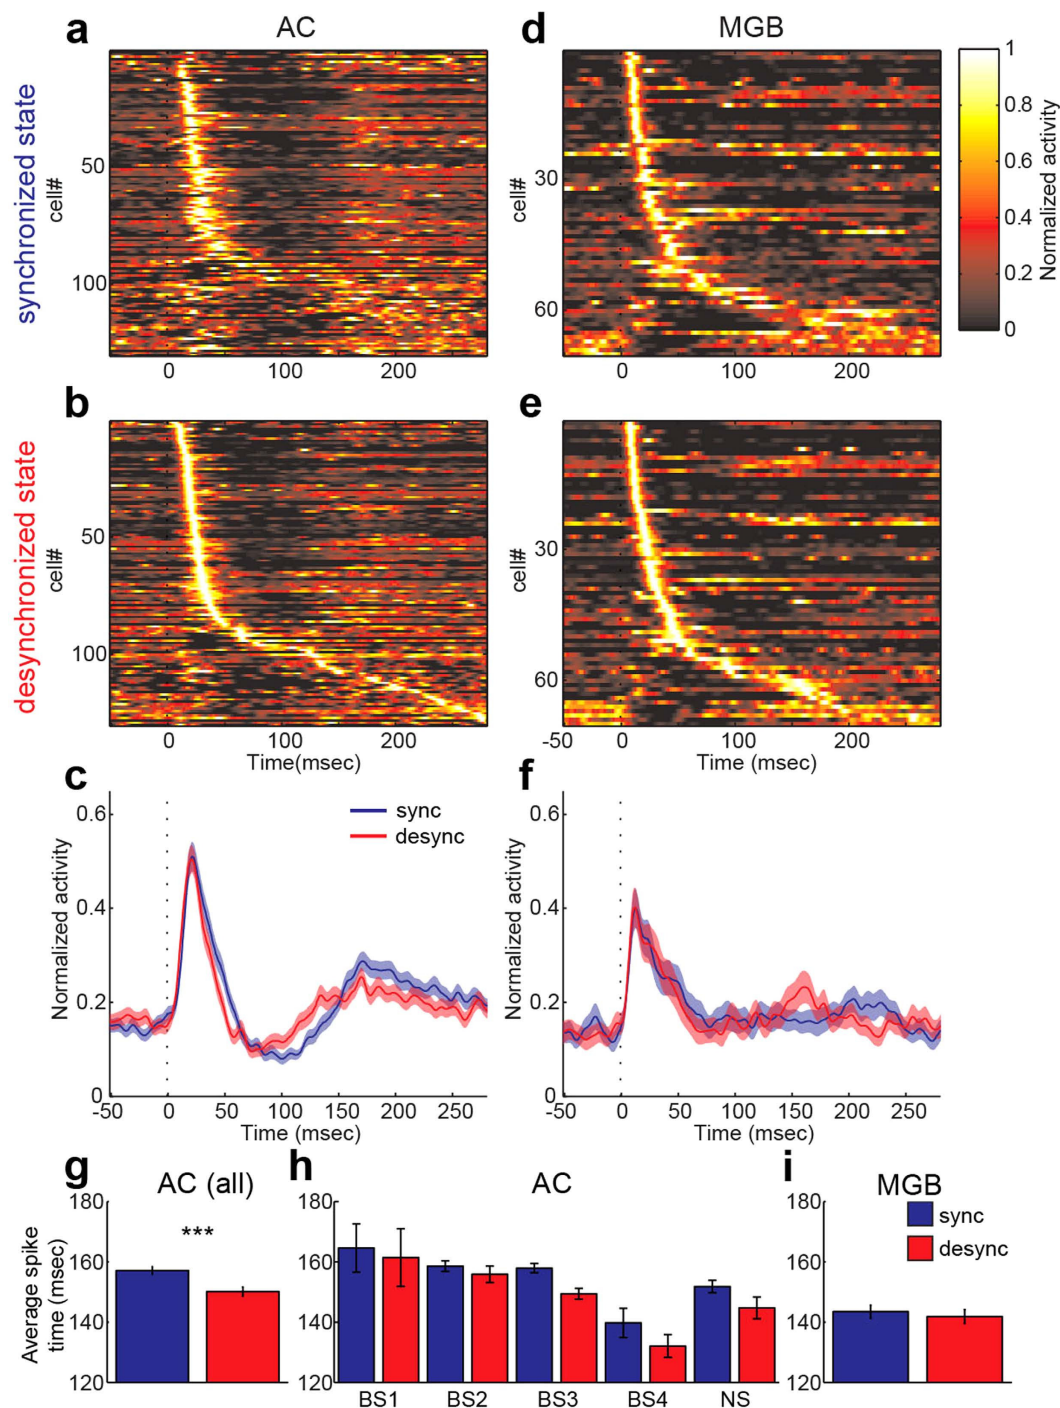 a
AC
d
MGB
synchronized state
cell#
50
100
0
100
200
cell#
30
60
0
100
200
1
0.8
0.6
0.4
0.2
0
Normalized activity
b
e
desynchronized state
cell#
50
100
0
100
200
Time(msec)
cell#
30
60
-50
0
100
200
Time (msec)
c
f
Normalized activity
0.6
0.4
0.2
0
sync
desync
-50
0
50
100
150
200
250
Time (msec)
Normalized activity
0.6
0.4
0.2
0
-50
0
50
100
150
200
250
Time (msec)
g
AC (all)
h
AC
i
MGB
Average spike
time (msec)
180
160
140
120
***
180
160
140
120
BS1
BS2
BS3
BS4
NS
180
160
140
120
sync
desync